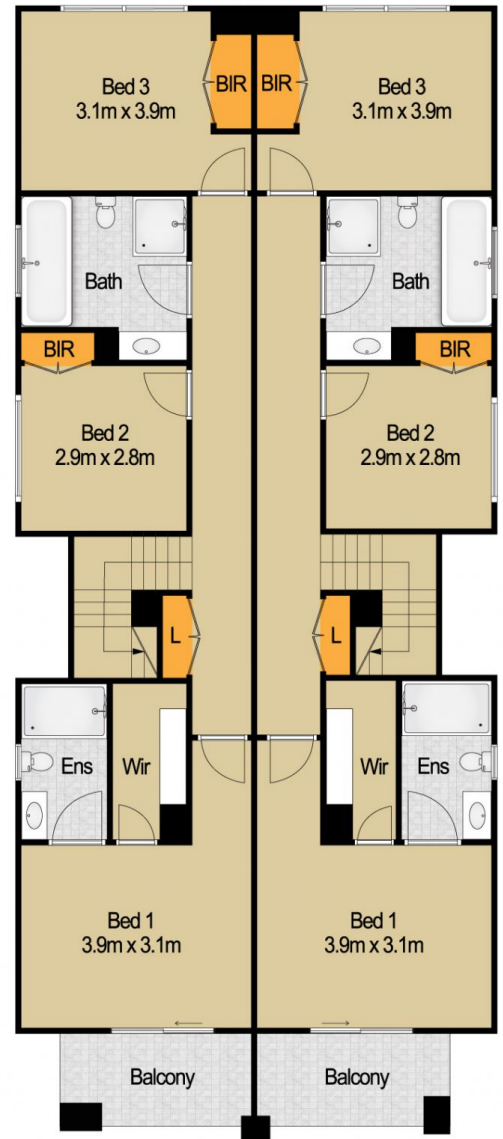 Bed 3
3.1m x 3.9m
BIR
BIR
Bed 3
3.1m x 3.9m
Bath
Bath
BIR
BIR
Bed 2
2.9m x 2.8m
Bed 2
2.9m x 2.8m
L
L
Ens
Wir
Wir
Ens
Bed 1
3.9m x 3.1m
Bed 1
3.9m x 3.1m
Balcony
Balcony